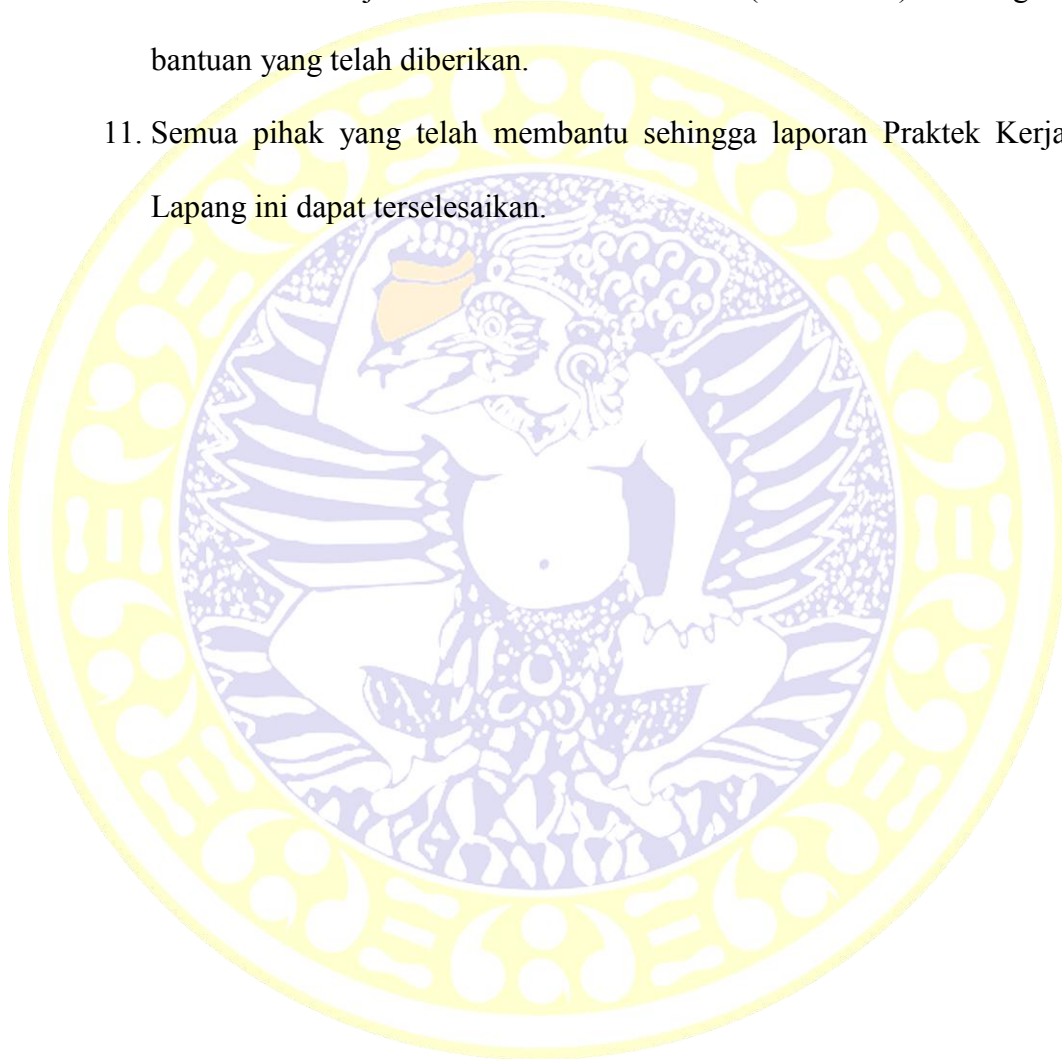 bantuan yang telah diberikan.
11. Semua pihak yang telah membantu sehingga laporan Praktek Kerja
Lapang ini dapat terselesaikan.